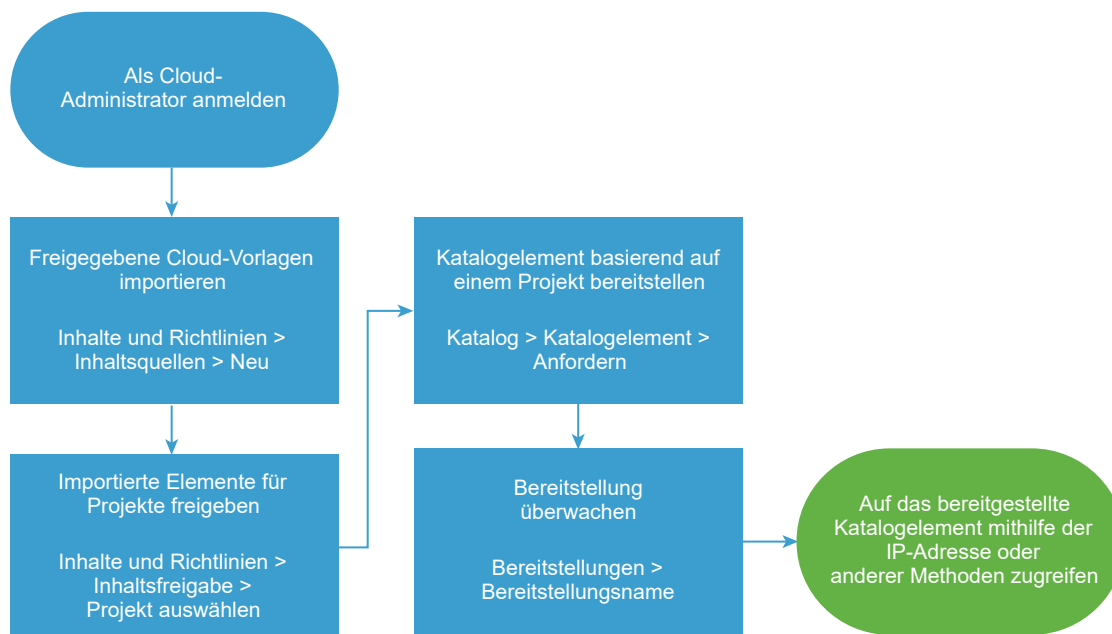 Als Cloud-
Administrator anmelden
Freigegebene Cloud-Vorlagen
importieren
Inhalte und Richtlinien >
Inhaltsquellen > Neu
Importierte Elemente für
Projekte freigeben
Inhalte und Richtlinien >
Inhaltsfreigabe >
Projekt auswählen
Katalogelement basierend auf
einem Projekt bereitstellen
Katalog > Katalogelement >
Anfordern
Bereitstellung
überwachen
Bereitstellungen >
Bereitstellungsname
Auf das bereitgestellte
Katalogelement mithilfe der
IP-Adresse oder
anderer Methoden zugreifen